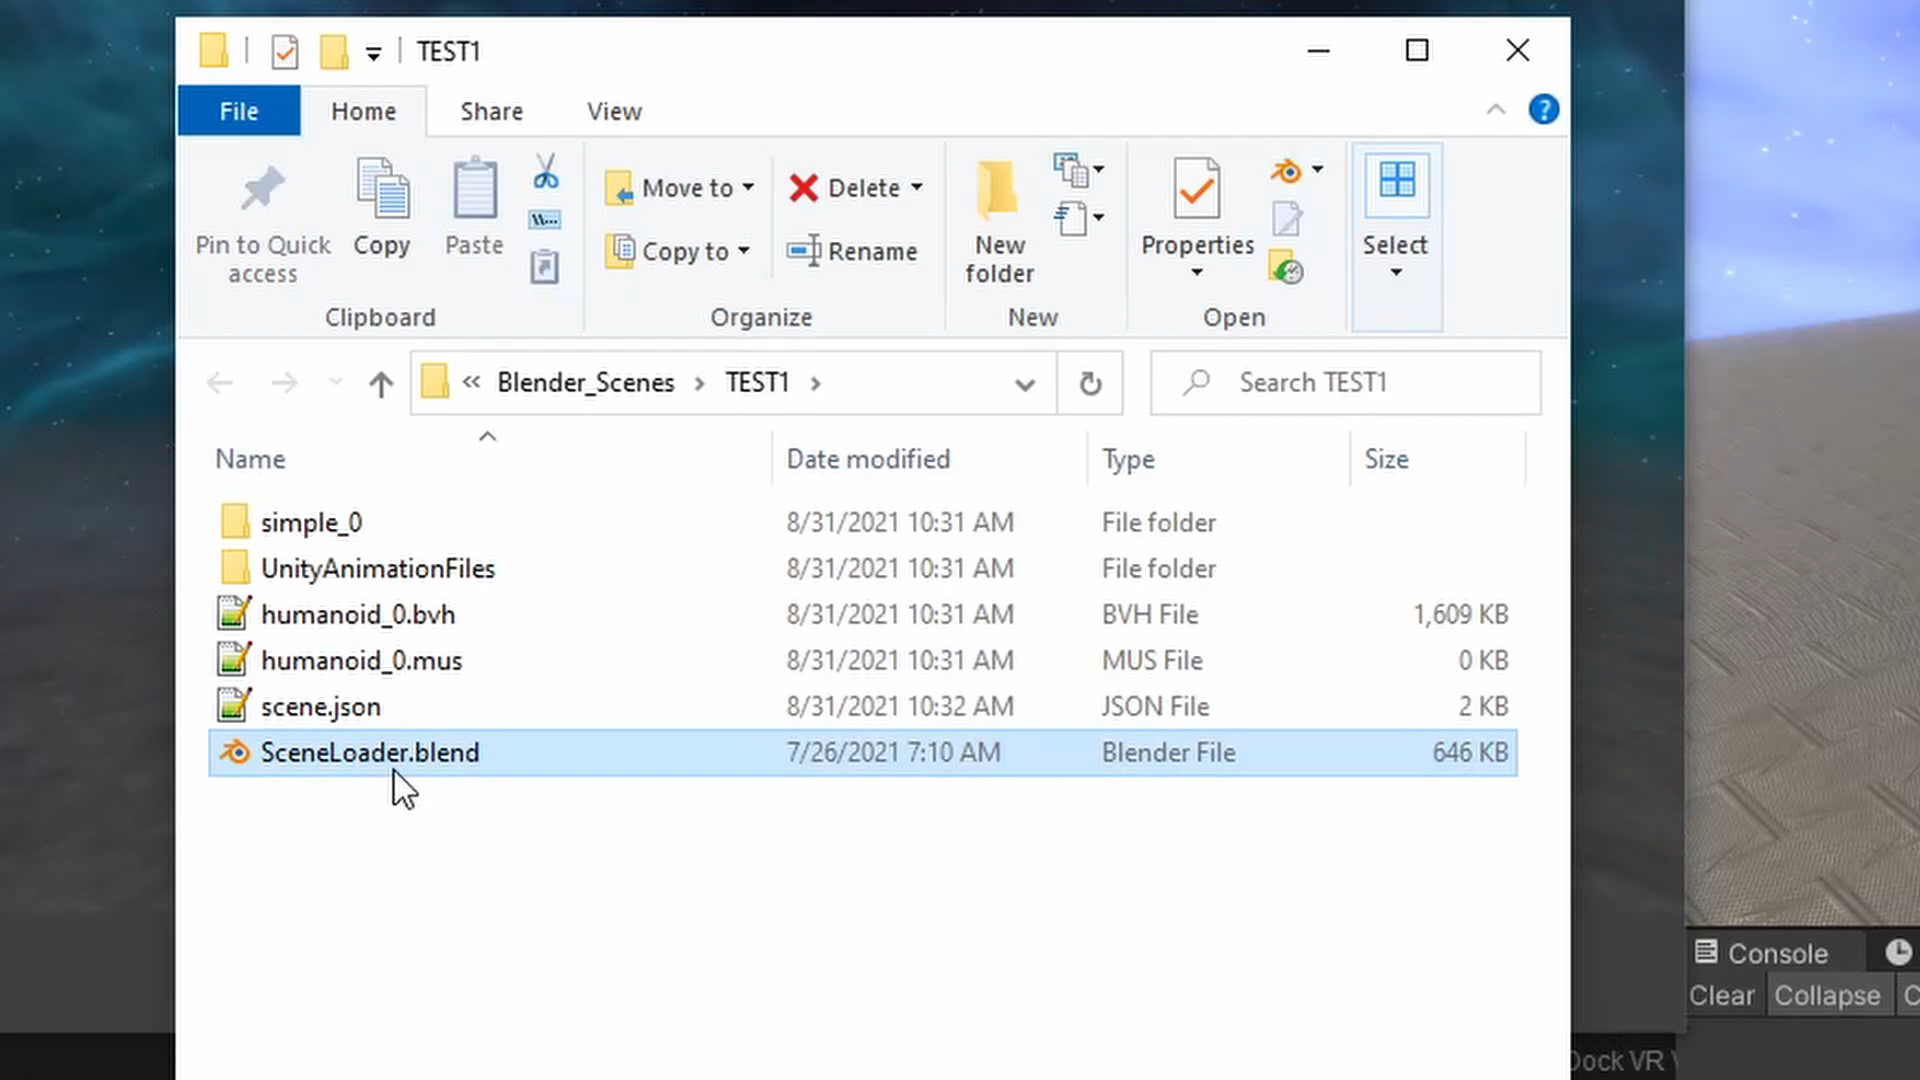 TEST1
File Home Share View
Pin to Quick access
Copy
Paste
Clipboard
Move to
Copy to
Delete
Rename
Organize
New folder
New
Properties
Open
Select
« Blender_Scenes › TEST1 ›
Search TEST1
Name Date modified Type Size
simple_0 8/31/2021 10:31 AM File folder
UnityAnimationFiles 8/31/2021 10:31 AM File folder
humanoid_0.bvh 8/31/2021 10:31 AM BVH File 1,609 KB
humanoid_0.mus 8/31/2021 10:31 AM MUS File 0 KB
scene.json 8/31/2021 10:32 AM JSON File 2 KB
SceneLoader.blend 7/26/2021 7:10 AM Blender File 646 KB
Console
Clear Collapse
Dock VR